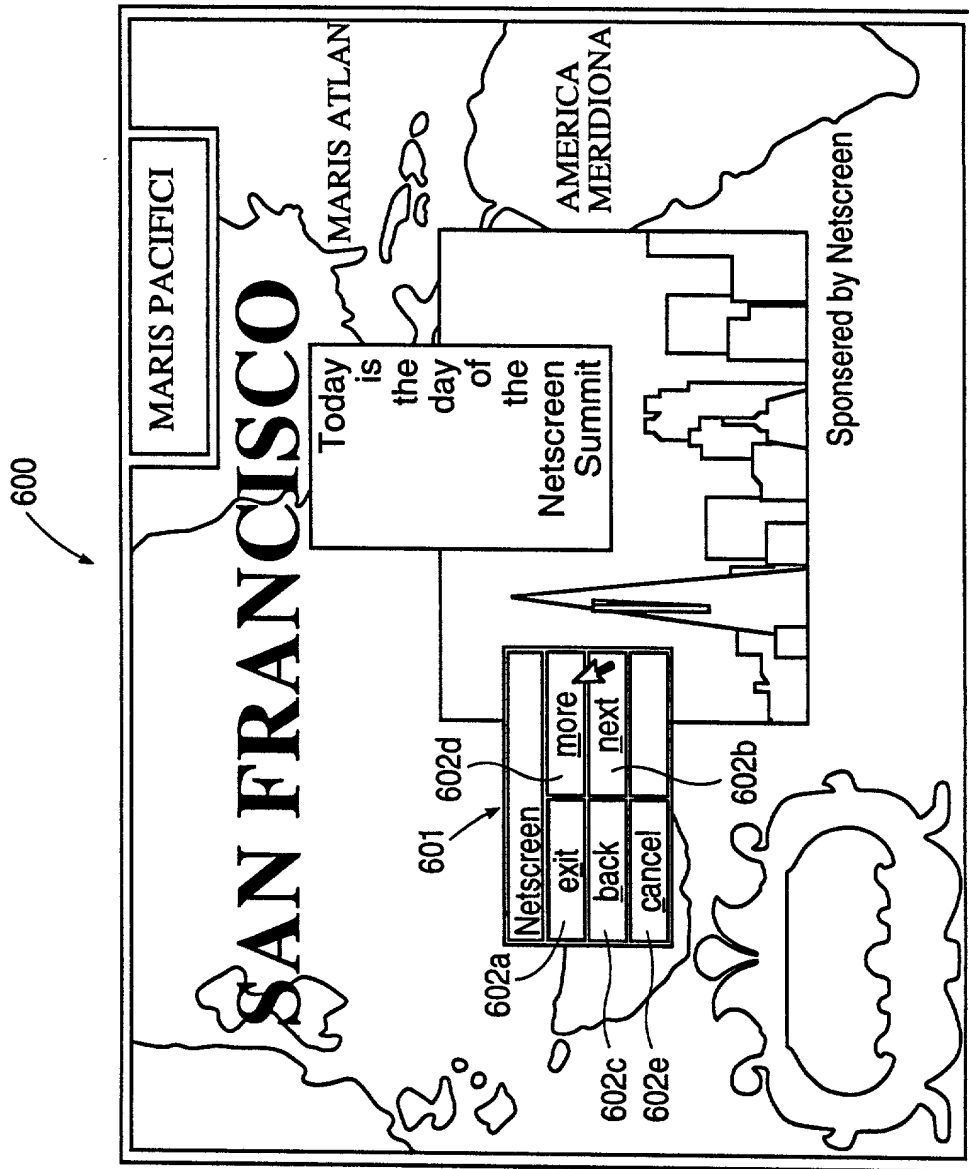 600
MARIS PACIFICI
SAN FRANCISCO
MARIS ATLAN
Today
is
the
day
of
the
Netscreen
Summit
AMERICA
MERIDIONA
601
602d
Netscreen
exit
more
back
next
cancel
602a
602c
602e
602b
Sponsered by Netscreen